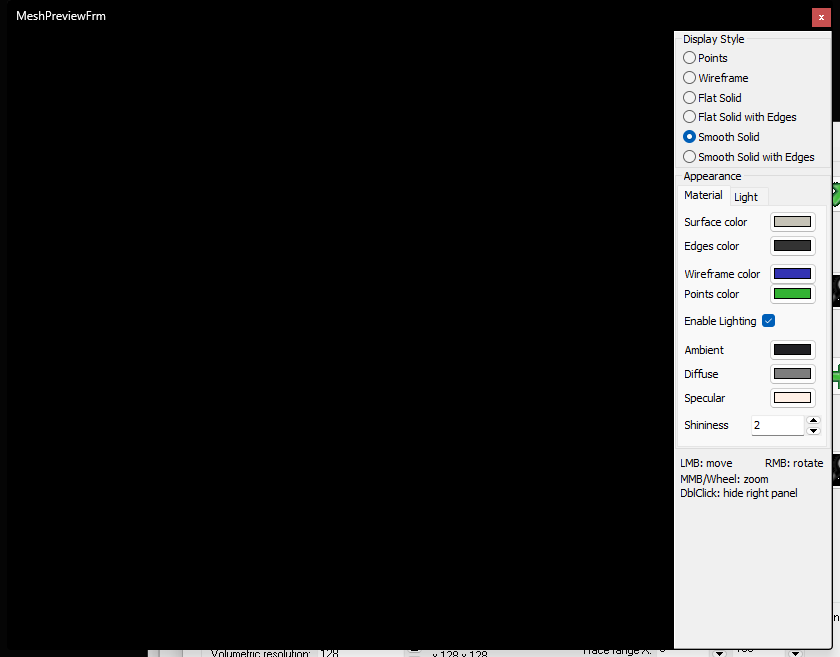 MeshPreviewFrm
x
Display Style
Points
Wireframe
Flat Solid
Flat Solid with Edges
Smooth Solid
Smooth Solid with Edges
Appearance
Material Light
Surface color
Edges color
Wireframe color
Points color
Enable Lighting
Ambient
Diffuse
Specular
Shininess 2
LMB: move RMB: rotate
MMB/Wheel: zoom
DblClick: hide right panel
Volumetric resolution: 128 x 128 x 128 Trace range X: